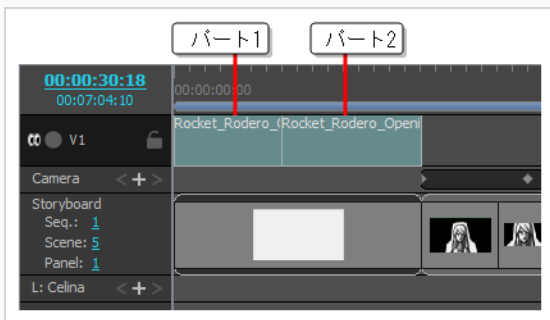 パート1
パート2
00:00:30:18
00:07:04:10
00:00:00:00
V1
Rocket_Rodero_(
Rocket_Rodero_Openi
Camera
Storyboard
Seq.: 1
Scene: 5
Panel: 1
L: Celina